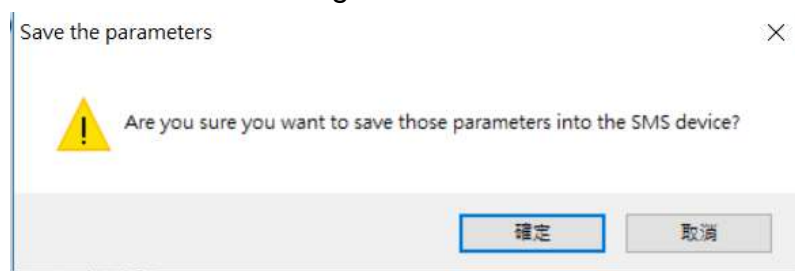 Save the parameters
Are you sure you want to save those parameters into the SMS device?
確定
取消